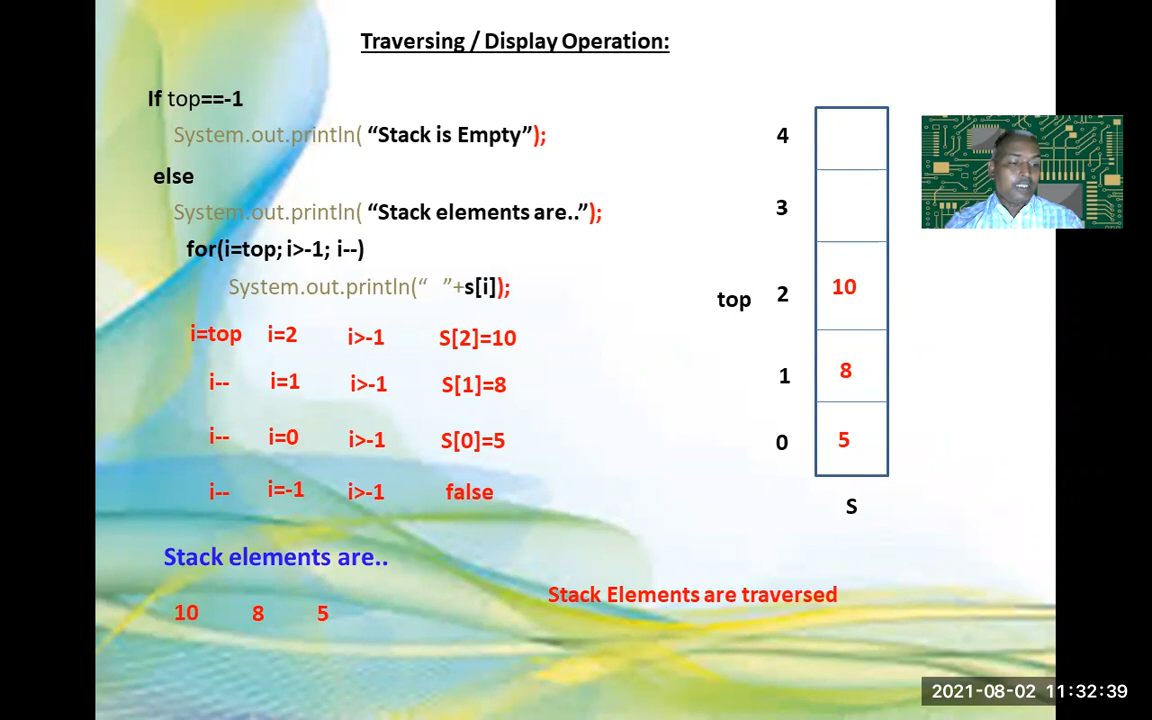 Traversing / Display Operation:
If top==-1
System.out.println( “Stack is Empty”);
else
System.out.println( “Stack elements are..”);
for(i=top; i>-1; i--)
System.out.println(“  ”+s[i]);
i=top i=2 i>-1 S[2]=10
i-- i=1 i>-1 S[1]=8
i-- i=0 i>-1 S[0]=5
i-- i=-1 i>-1 false
Stack elements are..
10 8 5
4
3
top 2 10
1 8
0 5
S
Stack Elements are traversed
2021-08-02 11:32:39